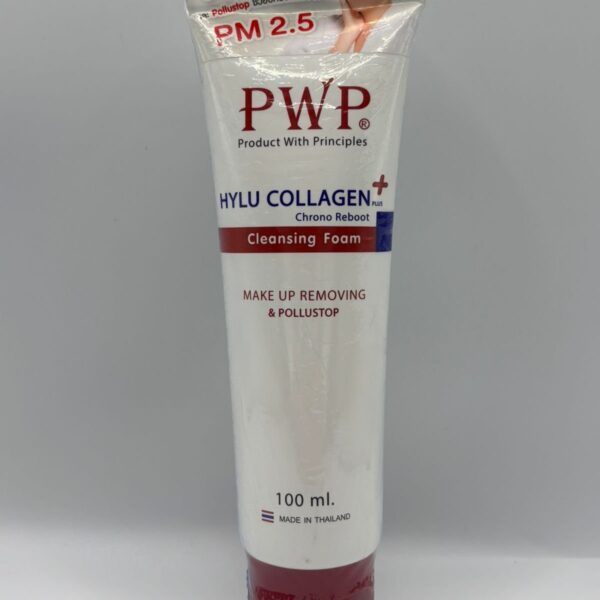 Pollustop
PM 2.5
PWP®
Product With Principles
HYLU COLLAGEN+
PLUS
Chrono Reboot
Cleansing Foam
MAKE UP REMOVING
& POLLUSTOP
100 ml.
MADE IN THAILAND